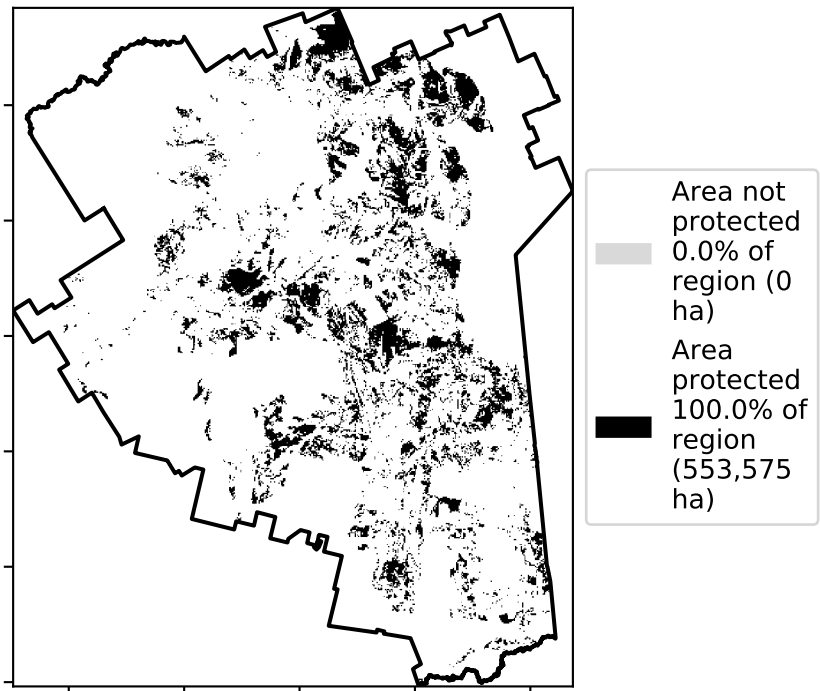 Area not
protected
0.0% of
region (0
ha)
Area
protected
100.0% of
region
(553,575
ha)